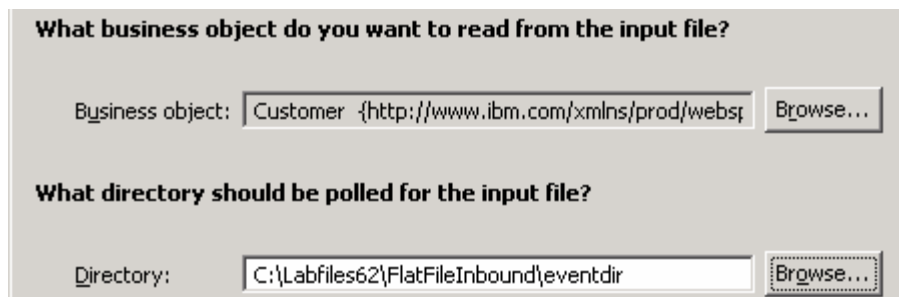 What business object do you want to read from the input file?
Business object: Customer {http://www.ibm.com/xmlns/prod/websp Browse...
What directory should be polled for the input file?
Directory: C:\Labfiles62\FlatFileInbound\eventdir Browse...